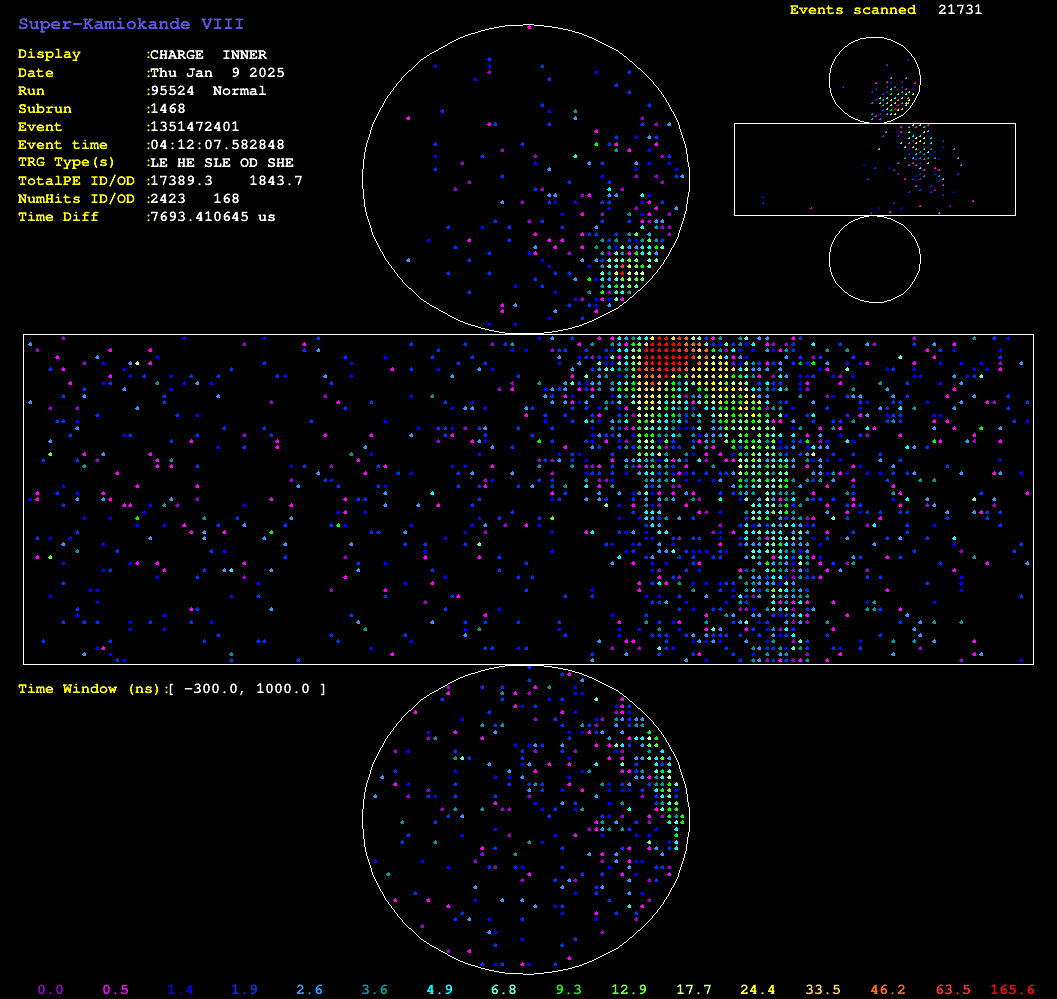 Super-Kamiokande VIII
Events scanned 21731
Display :CHARGE INNER
Date :Thu Jan 9 2025
Run :95524 Normal
Subrun :1468
Event :1351472401
Event time :04:12:07.582848
TRG Type(s) :LE HE SLE OD SHE
TotalPE ID/OD :17389.3 1843.7
NumHits ID/OD :2423 168
Time Diff :7693.410645 us
Time Window (ns):[ -300.0, 1000.0 ]
0.0 0.5 1.4 1.9 2.6 3.6 4.9 6.8 9.3 12.9 17.7 24.4 33.5 46.2 63.5 165.6